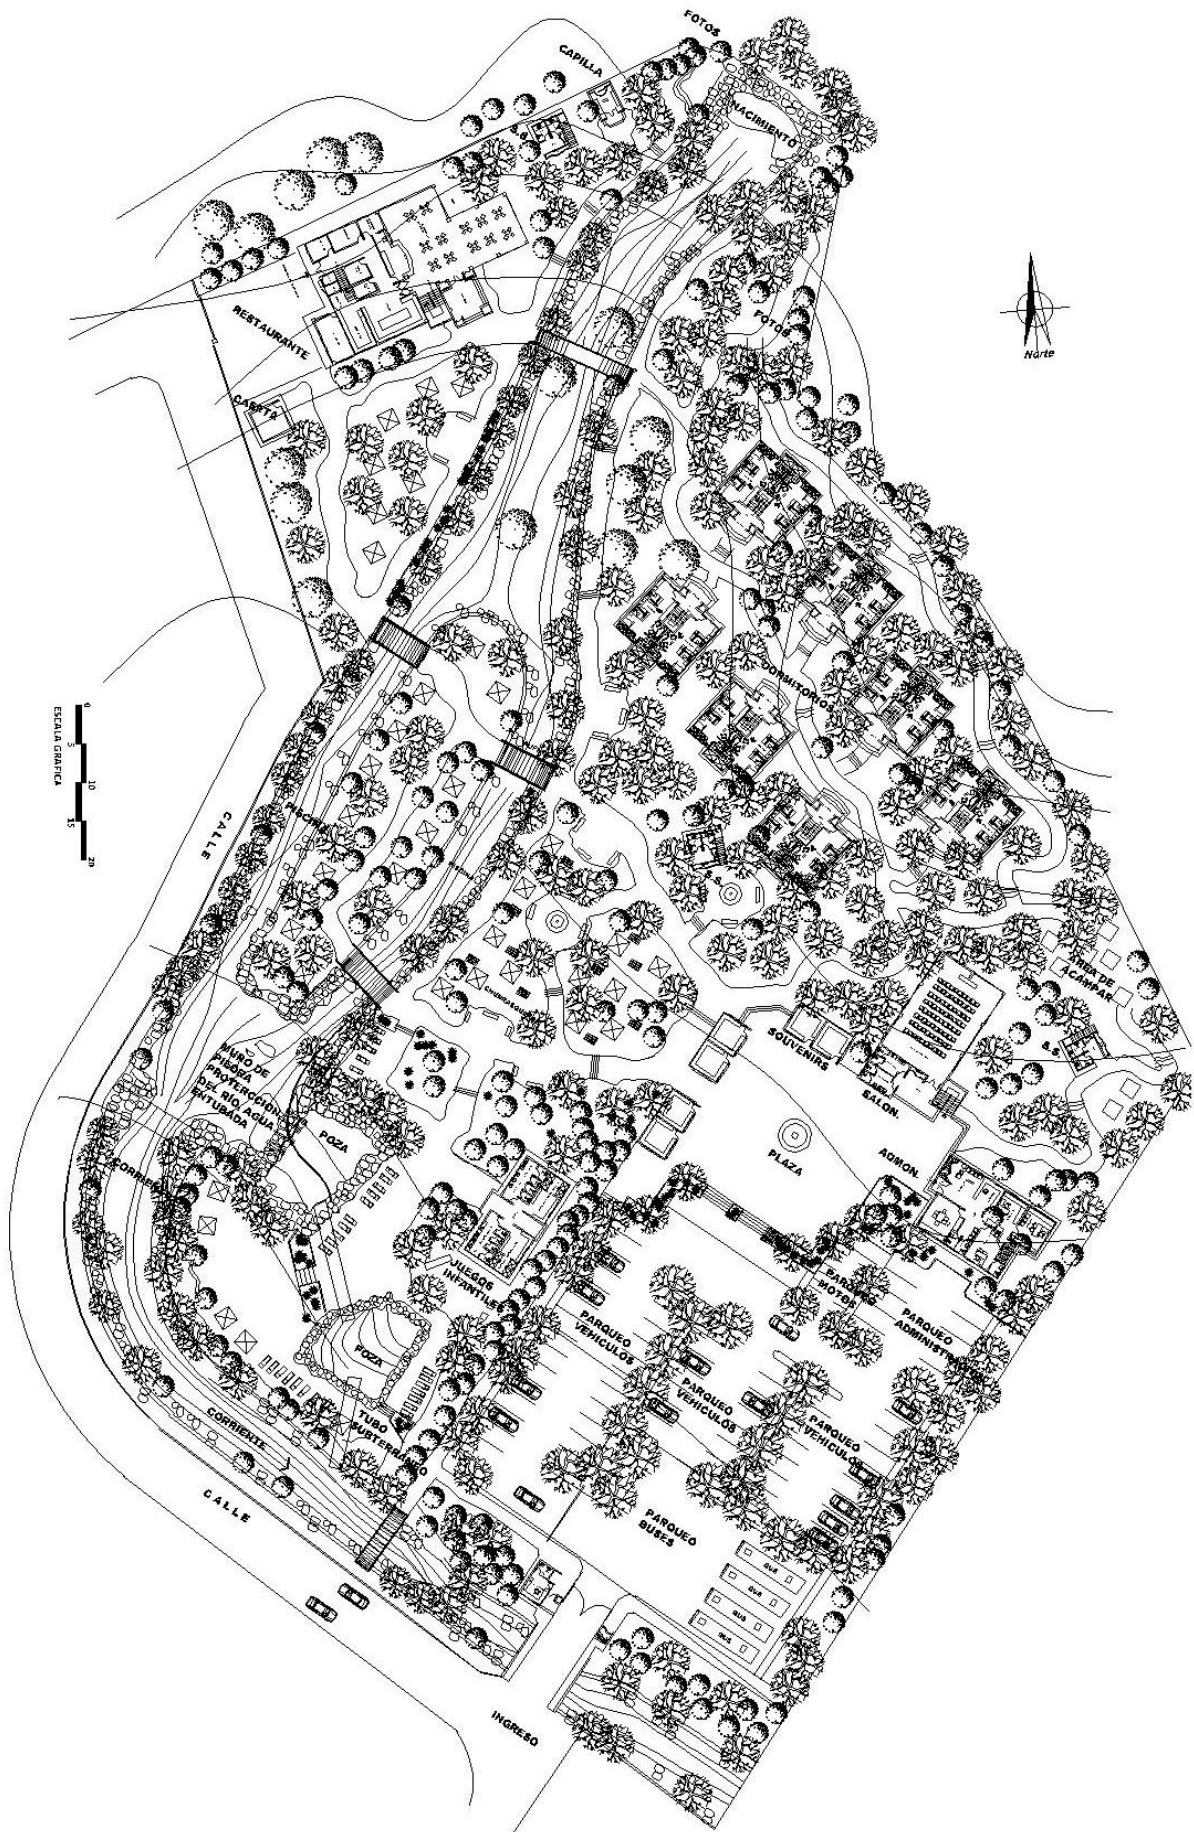 FOTOS
CAPILLA
NACIMIENTO
S.S.
RESTAURANTE
FOTOS
Norte
CASETA
DORMITORIOS
0
5
10
15
20
ESCALA GRAFICA
CALLE
PISCINA
S.S.
AREA DE
ACAMPAR
SOUVENIRS
S.S.
SALON.
MURO DE
PIEDRA
PROTECCION
DEL RIO, AGUA
ENTUBADA
POZA
PLAZA
ADMON.
CORRIENTE
JUEGOS
INFANTILES
PARQUEO
MOTOS
PARQUEO
VEHICULOS
PARQUEO
ADMINISTR
POZA
PARQUEO
VEHICULOS
PARQUEO
VEHICULOS
TUBO
SUBTERRANEO
CORRIENTE
CALLE
PARQUEO
BUSES
BUS
BUS
BUS
BUS
INGRESO